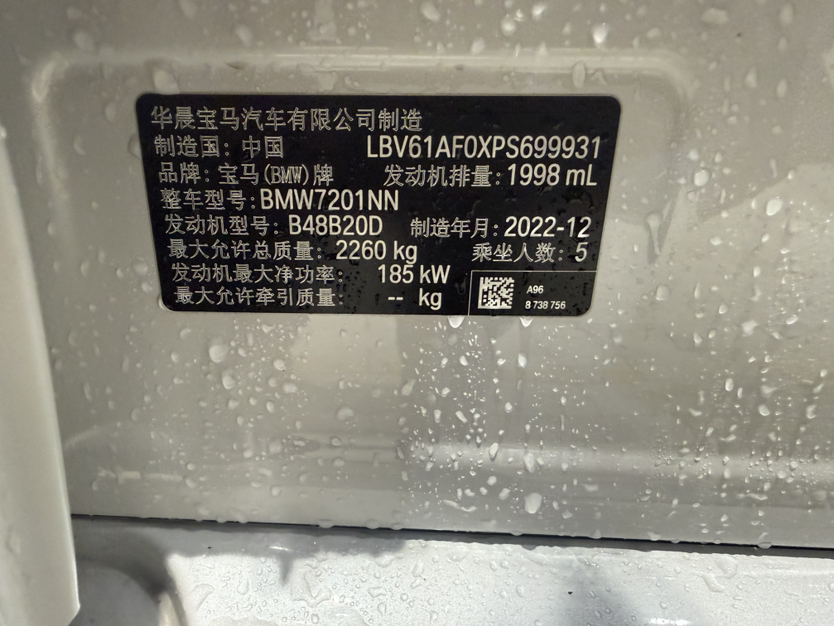 华晨宝马汽车有限公司制造
制造国: 中国 LBV61AF0XPS699931
品牌: 宝马(BMW)牌 发动机排量: 1998 mL
整车型号: BMW7201NN
发动机型号: B48B20D 制造年月: 2022-12
最大允许总质量: 2260 kg 乘坐人数: 5
发动机最大净功率: 185 kW
最大允许牵引质量: -- kg
A96
8 738 756